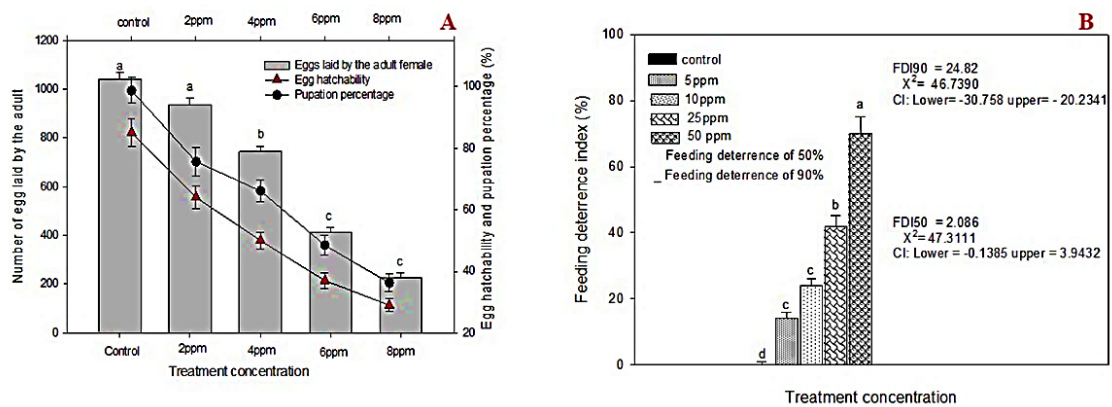 control 2ppm 4ppm 6ppm 8ppm
A
1200
1000
800
600
400
200
0
Number of egg laid by the adult
Eggs laid by the adult female
Egg hatchability
Pupation percentage
a
a
b
c
c
100
80
60
40
20
Egg hatchability and pupation percentage (%)
Control 2ppm 4ppm 6ppm 8ppm
Treatment concentration
B
100
80
60
40
20
0
Feeding deterrence index (%)
control
5ppm
10ppm
25ppm
50 ppm
Feeding deterrence of 50%
_ Feeding deterrence of 90%
d
c
c
b
a
FDI90 = 24.82
X²= 46.7390
CI: Lower= -30.758 upper= - 20.2341
FDI50 = 2.086
X²=47.3111
CI: Lower = -0.1385 upper = 3.9432
Treatment concentration